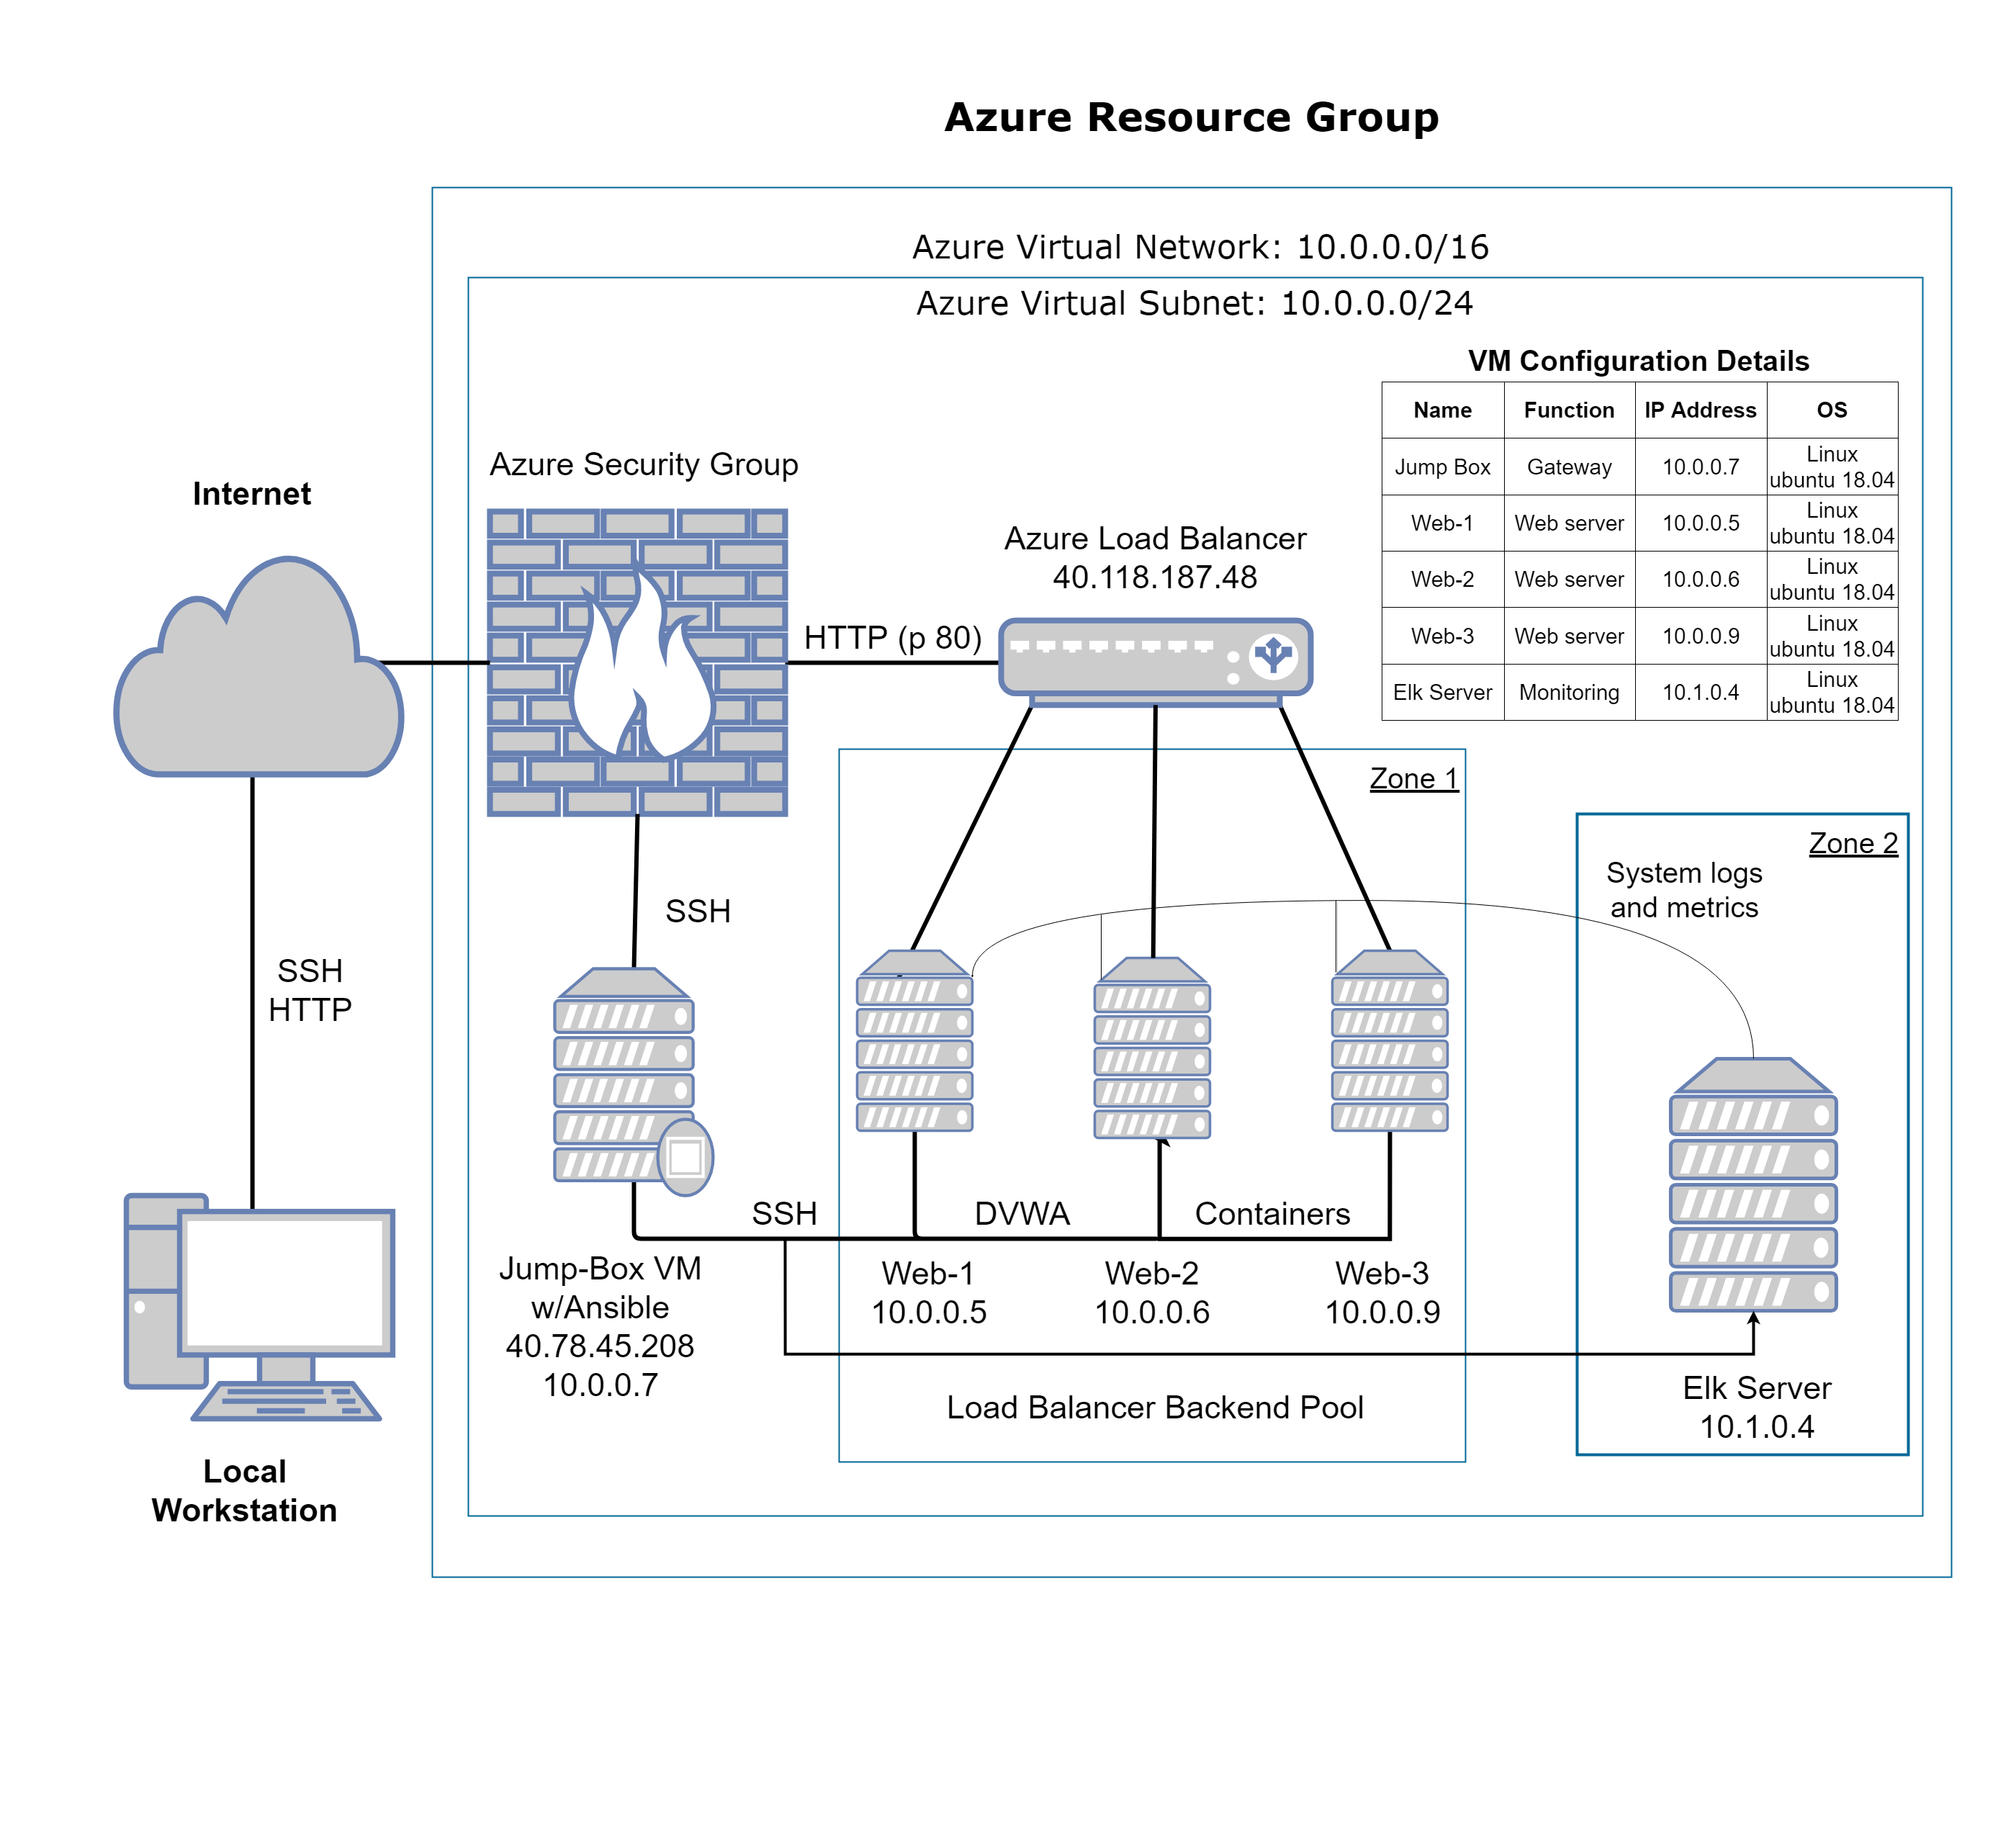 Azure Resource Group
Azure Virtual Network: 10.0.0.0/16
Azure Virtual Subnet: 10.0.0.0/24
VM Configuration Details
Name Function IP Address OS
Jump Box Gateway 10.0.0.7 Linux
ubuntu 18.04
Web-1 Web server 10.0.0.5 Linux
ubuntu 18.04
Web-2 Web server 10.0.0.6 Linux
ubuntu 18.04
Web-3 Web server 10.0.0.9 Linux
ubuntu 18.04
Elk Server Monitoring 10.1.0.4 Linux
ubuntu 18.04
Internet
Azure Security Group
Azure Load Balancer
40.118.187.48
HTTP (p 80)
Zone 1
Zone 2
System logs
and metrics
SSH
SSH
HTTP
SSH
DVWA
Containers
Jump-Box VM
w/Ansible
40.78.45.208
10.0.0.7
Web-1
10.0.0.5
Web-2
10.0.0.6
Web-3
10.0.0.9
Elk Server
10.1.0.4
Load Balancer Backend Pool
Local
Workstation